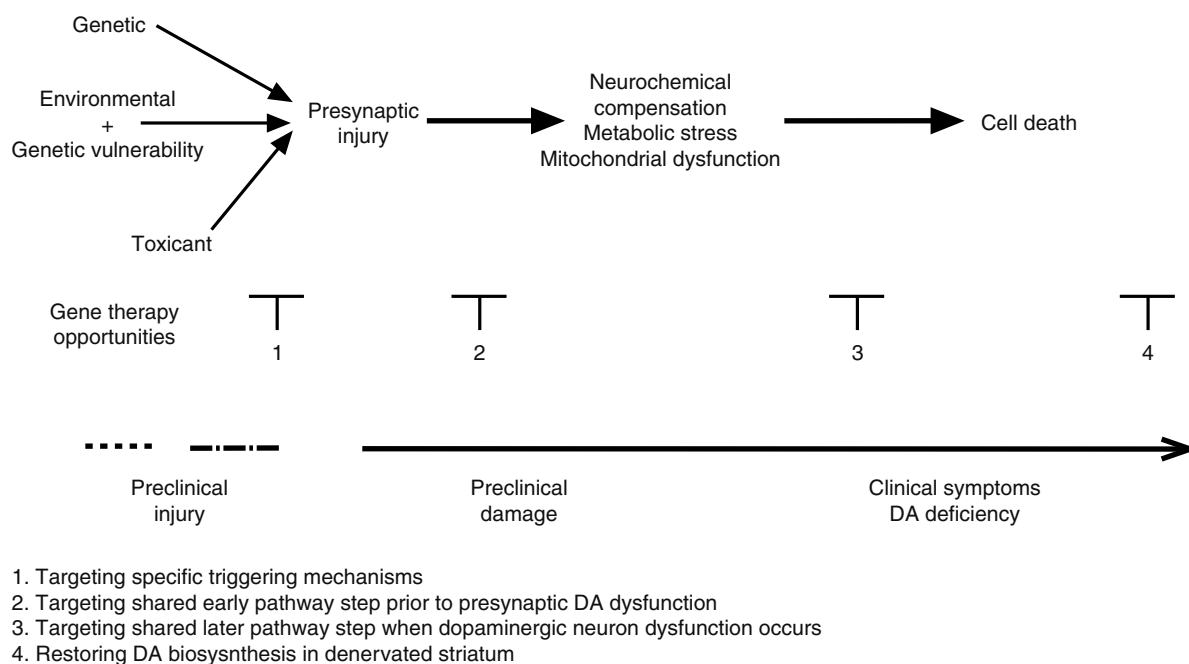 Genetic
Environmental
+
Genetic vulnerability
Toxicant
Presynaptic
injury
Neurochemical
compensation
Metabolic stress
Mitochondrial dysfunction
Cell death
Gene therapy
opportunities
1
2
3
4
Preclinical
injury
Preclinical
damage
Clinical symptoms
DA deficiency
1. Targeting specific triggering mechanisms
2. Targeting shared early pathway step prior to presynaptic DA dysfunction
3. Targeting shared later pathway step when dopaminergic neuron dysfunction occurs
4. Restoring DA biosysnthesis in denervated striatum